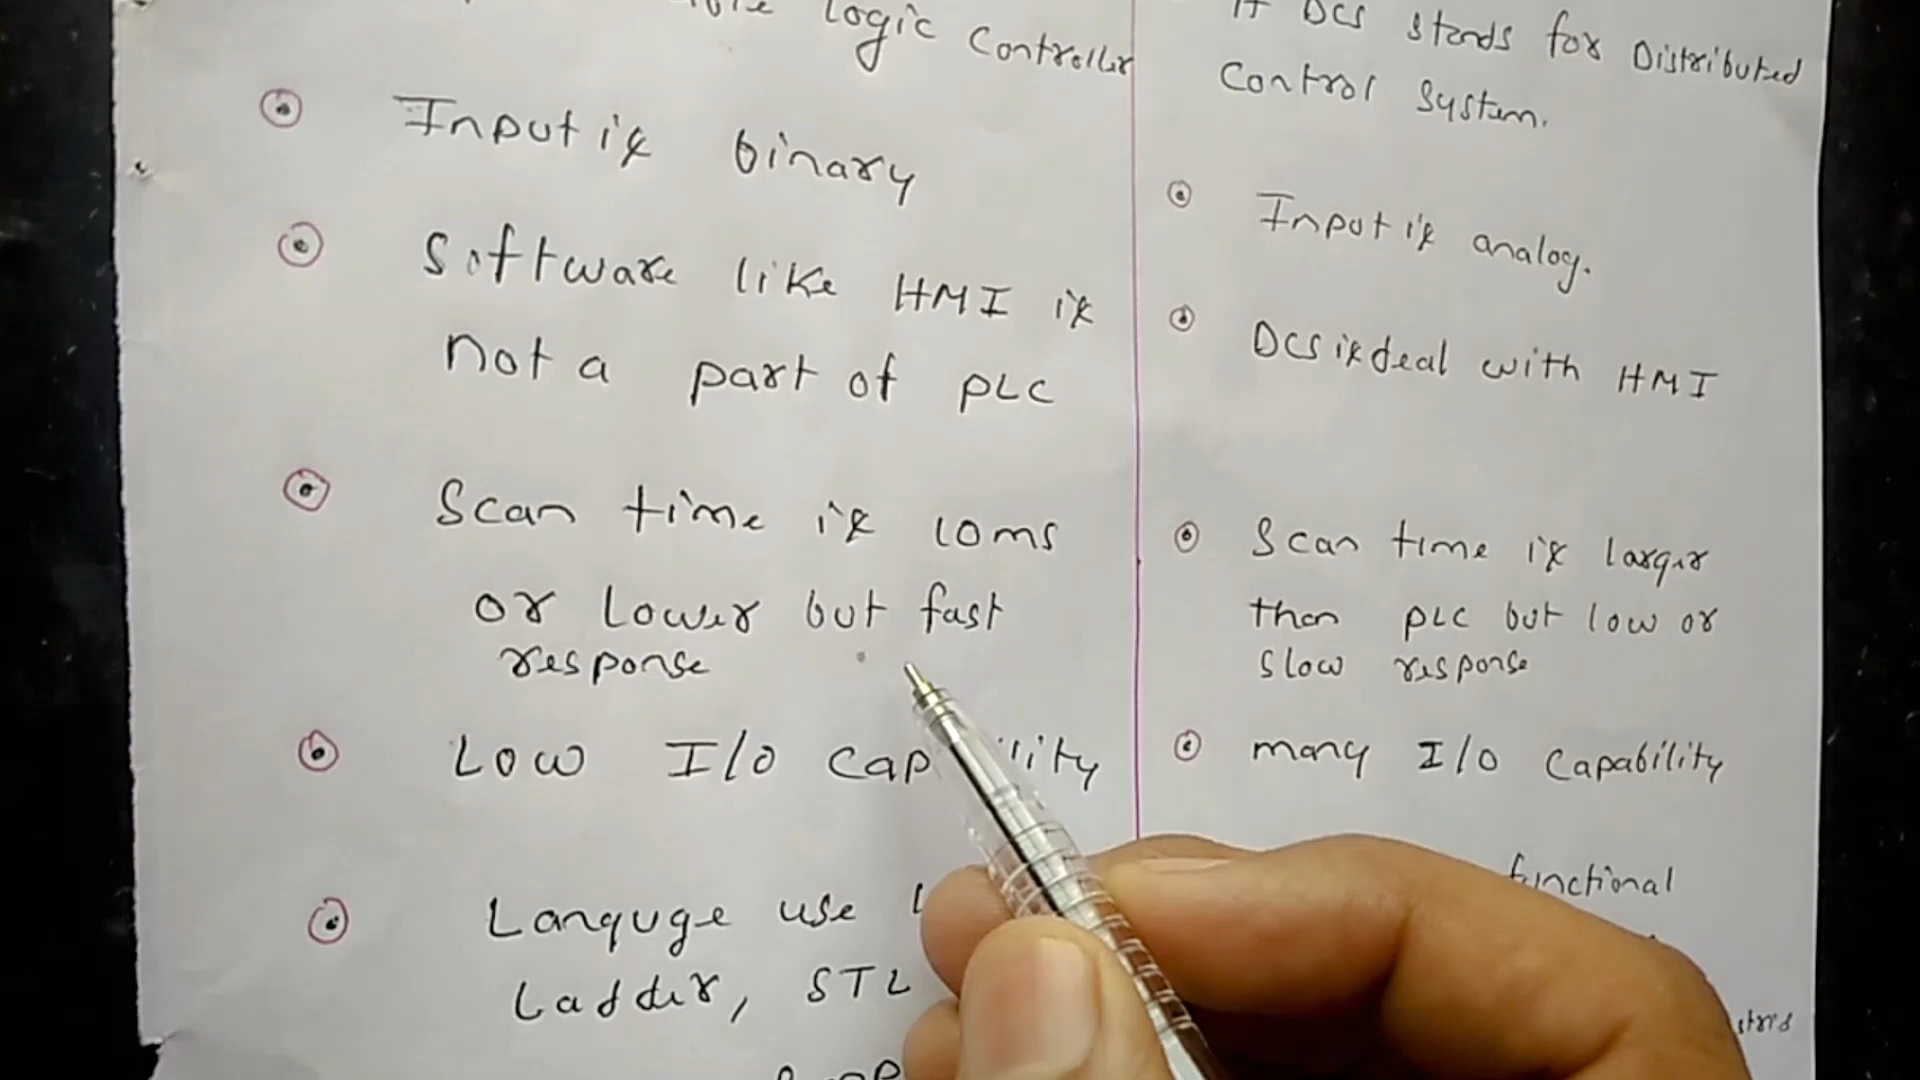 Logic Controller
Input is binary
Software like HMI is
not a part of PLC
Scan time is 10ms
or Lower but fast
response
Low I/O
Languge use
Ladder, STL
It DCS stands for Distributed
Control System.
Input is analog.
DCS is deal with HMI
Scan time is larger
than PLC but low or
slow response
many I/O Capability
functional